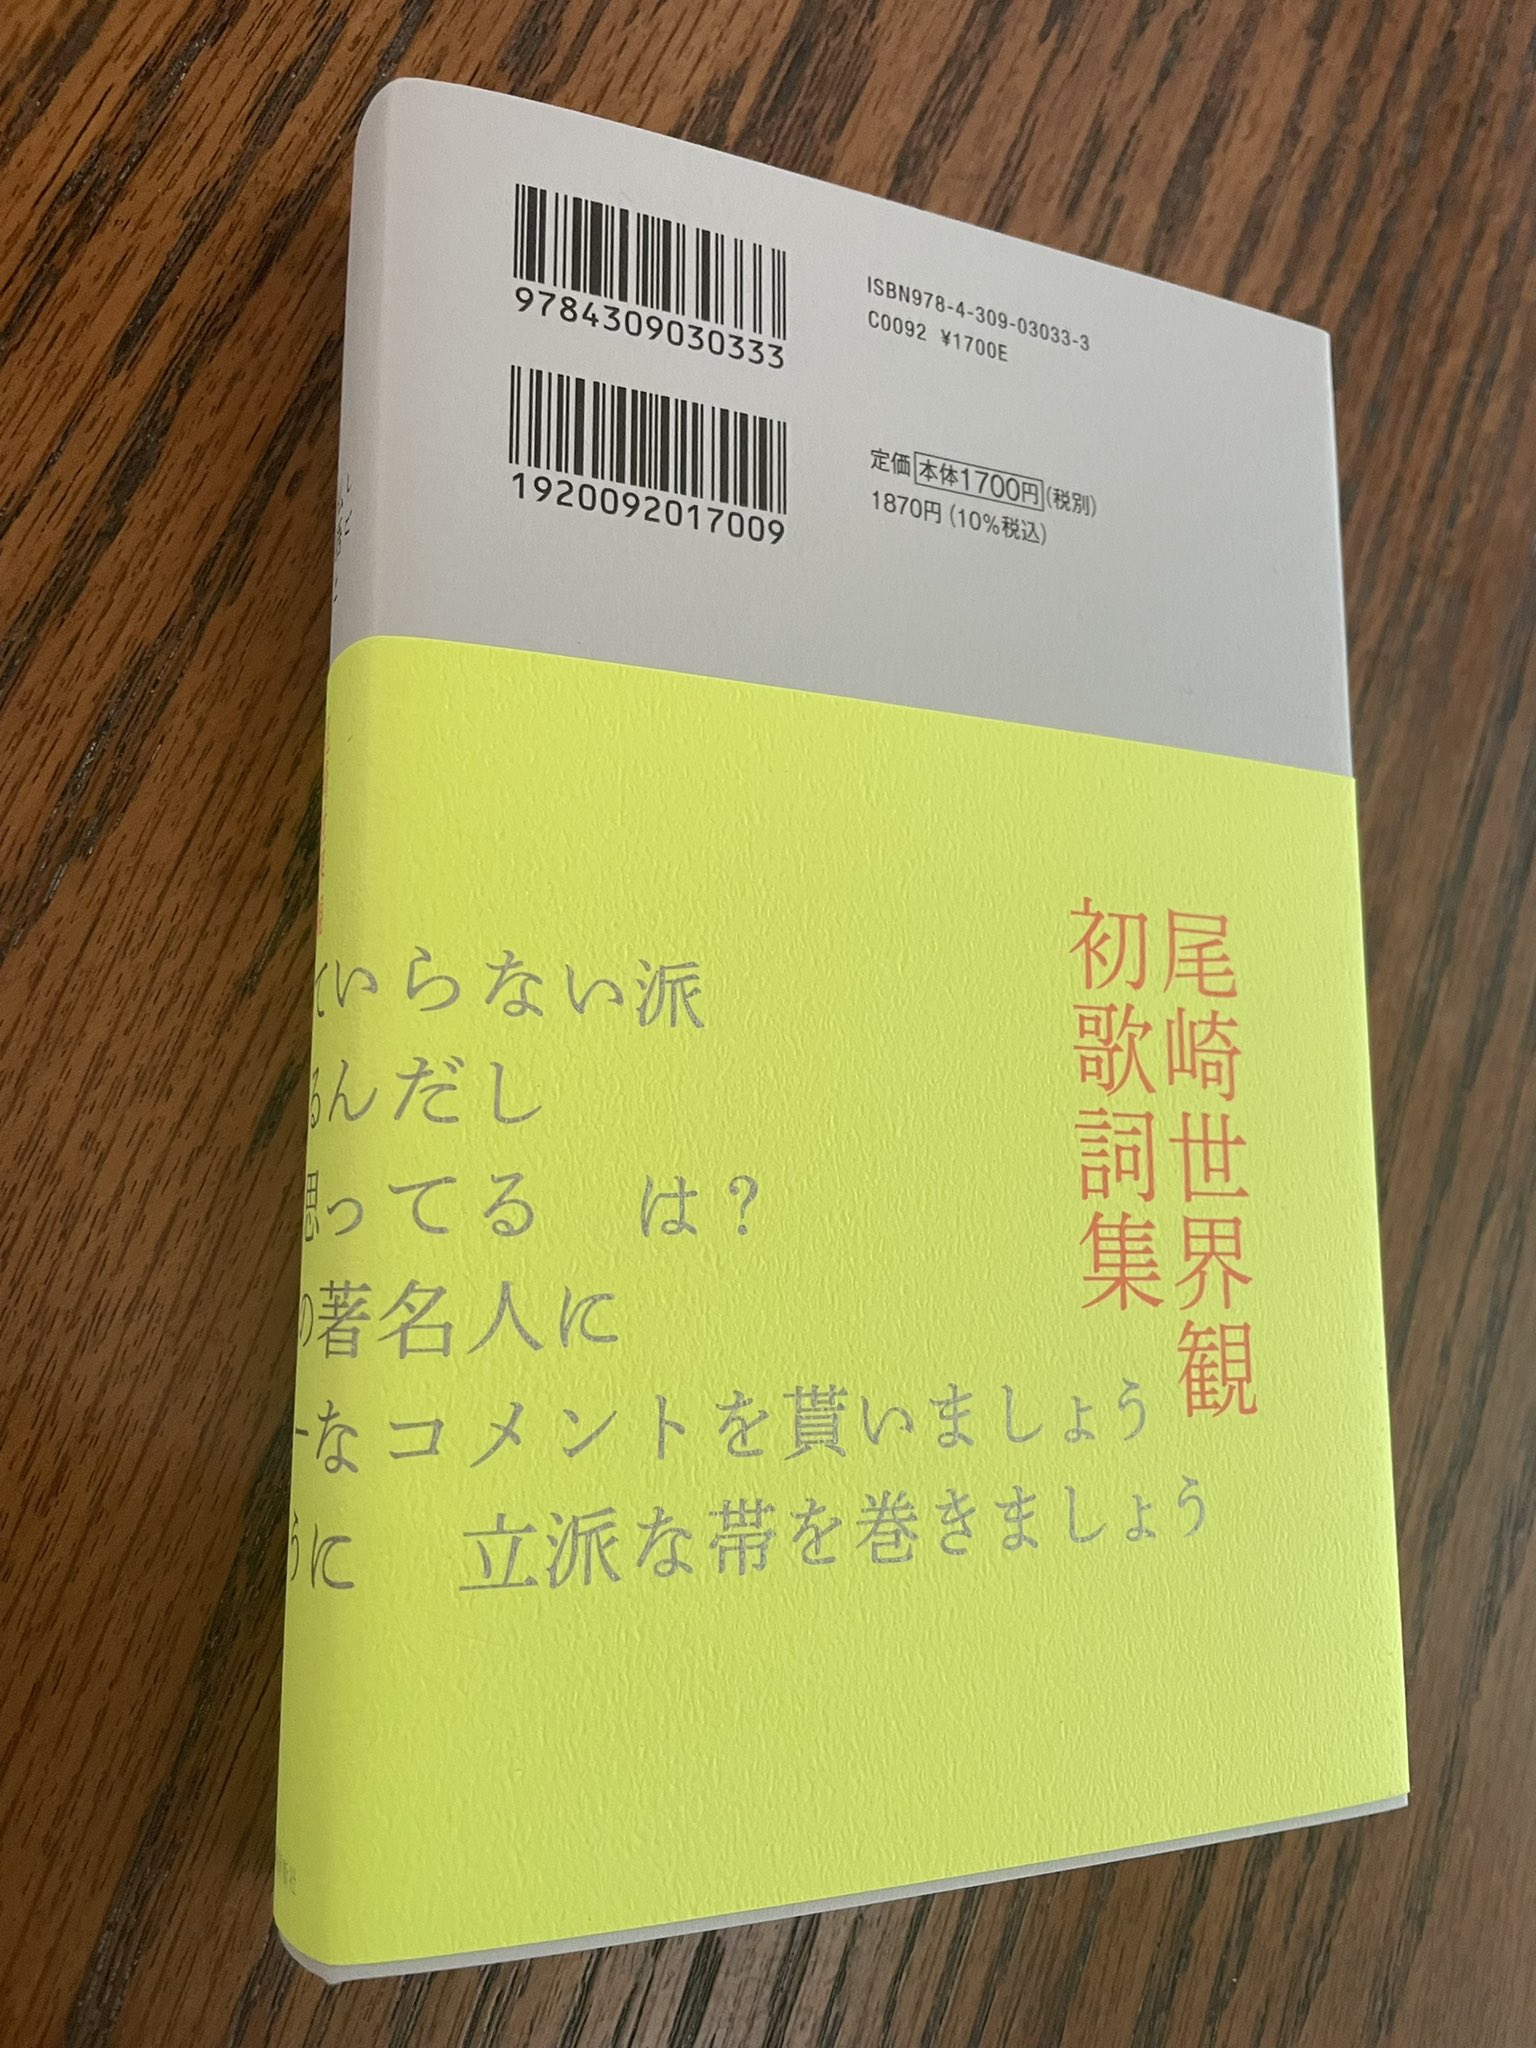 9784309030333
ISBN978-4-309-03033-3
C0092 ¥1700E
1920092017009
定価本体1700円(税別)
1870円(10%税込)
尾崎世界観
初歌詞集
いらない派
るんだし
思ってる　は？
の著名人に
ーなコメントを貰いましょう
うに　立派な帯を巻きましょう